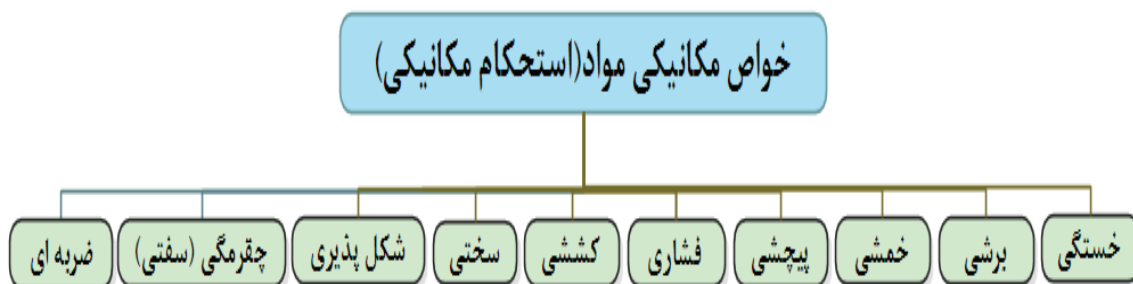 خواص مکانیکی مواد(استحکام مکانیکی)
خستگی
برشی
خمشی
پیچشی
فشاری
کششی
سختی
شکل پذیری
چقرمگی (سفتی)
ضربه ای